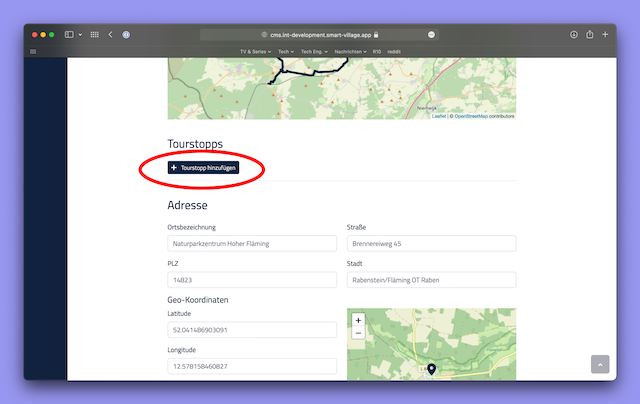 cms.int-development.smart-village.app
TV & Series
Tech
Tech Eng.
Nachrichten
R10
reddit
Leaflet | © OpenStreetMap contributors
Tourstopps
+ Tourstopp hinzufügen
Adresse
Ortsbezeichnung
Straße
Naturparkzentrum Hoher Fläming
Brennereiweg 45
PLZ
Stadt
14823
Rabenstein/Fläming OT Raben
Geo-Koordinaten
Latitude
52.041486903091
Longitude
12.578158460827
+
−